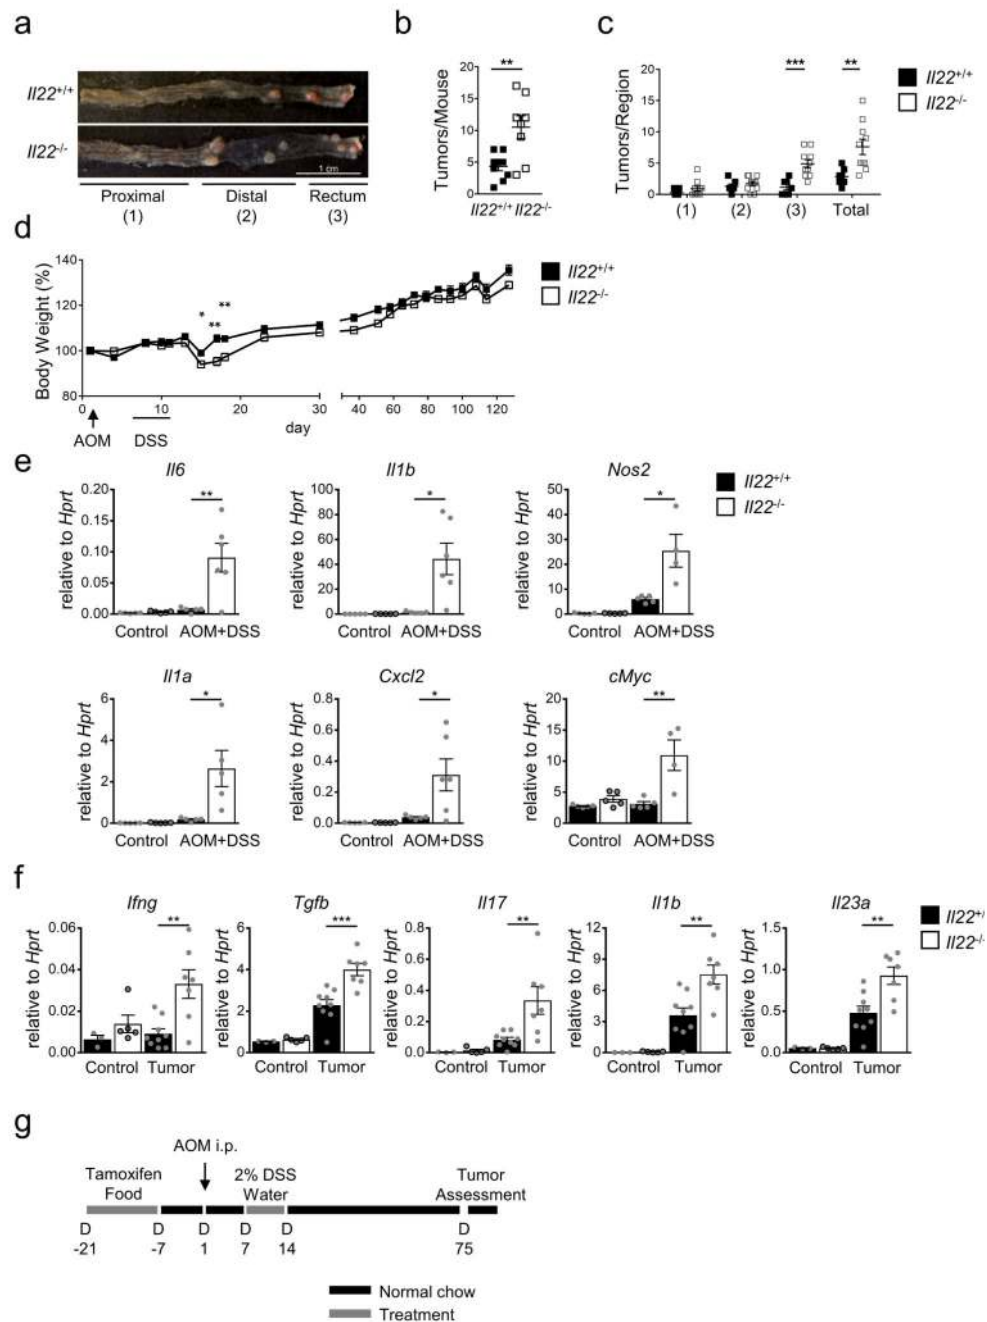 a
Il22+/+
Il22-/-
1 cm
Proximal
(1)
Distal
(2)
Rectum
(3)
b
**
Tumors/Mouse
20
15
10
5
0
Il22+/+ Il22-/-
c
*** **
Tumors/Region
20
15
10
5
0
(1) (2) (3) Total
Il22+/+
Il22-/-
d
Body Weight (%)
140
120
100
80
* ** **
0 10 20 30 40 60 80 100 120
day
AOM DSS
Il22+/+
Il22-/-
e
Il6
relative to Hprt
0.20
0.15
0.10
0.05
0.00
**
Control AOM+DSS
Il1b
relative to Hprt
100
80
60
40
20
0
*
Control AOM+DSS
Nos2
relative to Hprt
50
40
30
20
10
0
*
Control AOM+DSS
Il22+/+
Il22-/-
Il1a
relative to Hprt
6
4
2
0
*
Control AOM+DSS
Cxcl2
relative to Hprt
0.8
0.6
0.4
0.2
0.0
*
Control AOM+DSS
cMyc
relative to Hprt
20
15
10
5
0
**
Control AOM+DSS
f
Ifng
relative to Hprt
0.06
0.04
0.02
0.00
**
Control Tumor
Tgfb
relative to Hprt
6
4
2
0
***
Control Tumor
Il17
relative to Hprt
0.8
0.6
0.4
0.2
0.0
**
Control Tumor
Il1b
relative to Hprt
12
9
6
3
0
**
Control Tumor
Il23a
relative to Hprt
1.5
1.0
0.5
0.0
**
Control Tumor
Il22+/
Il22-/-
g
AOM i.p.
Tamoxifen
Food
2% DSS
Water
Tumor
Assessment
D D D D D D
-21 -7 1 7 14 75
Normal chow
Treatment